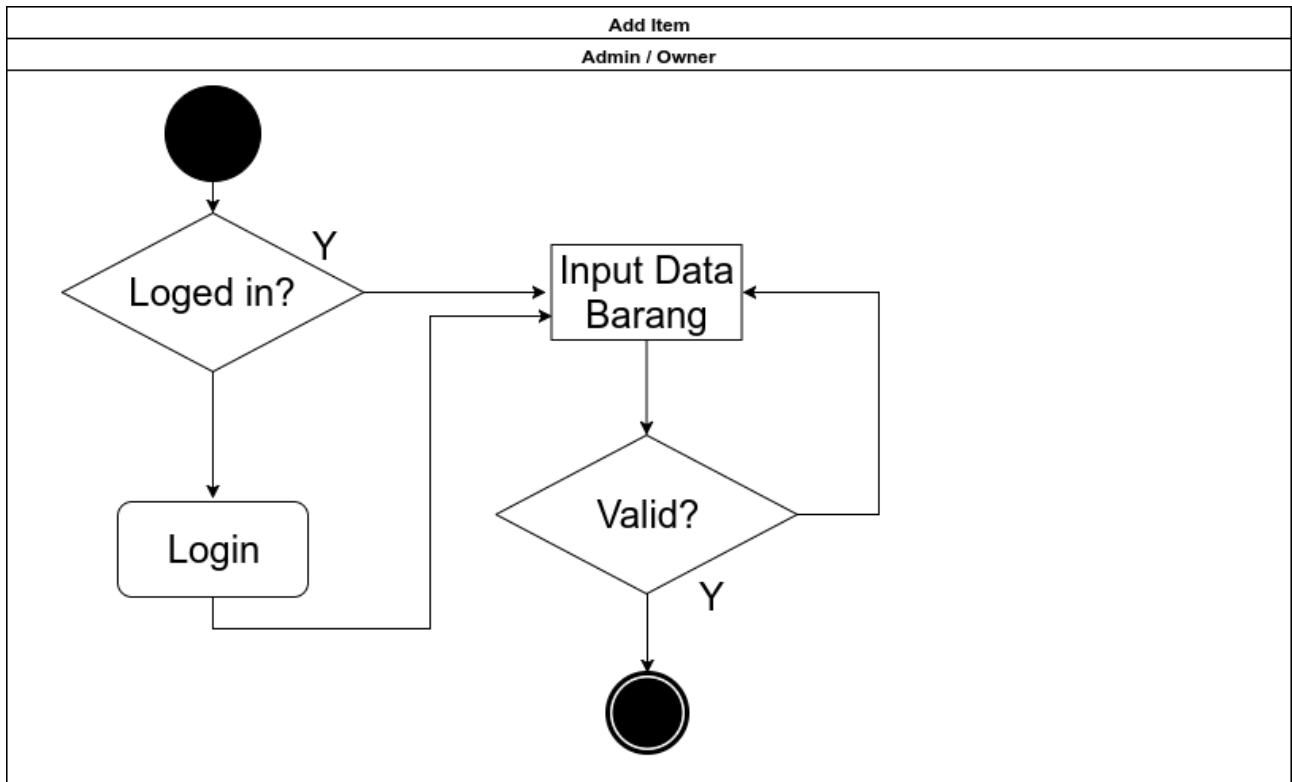 Add Item
Admin / Owner
Y
Loged in?
Input Data
Barang
Valid?
Login
Y